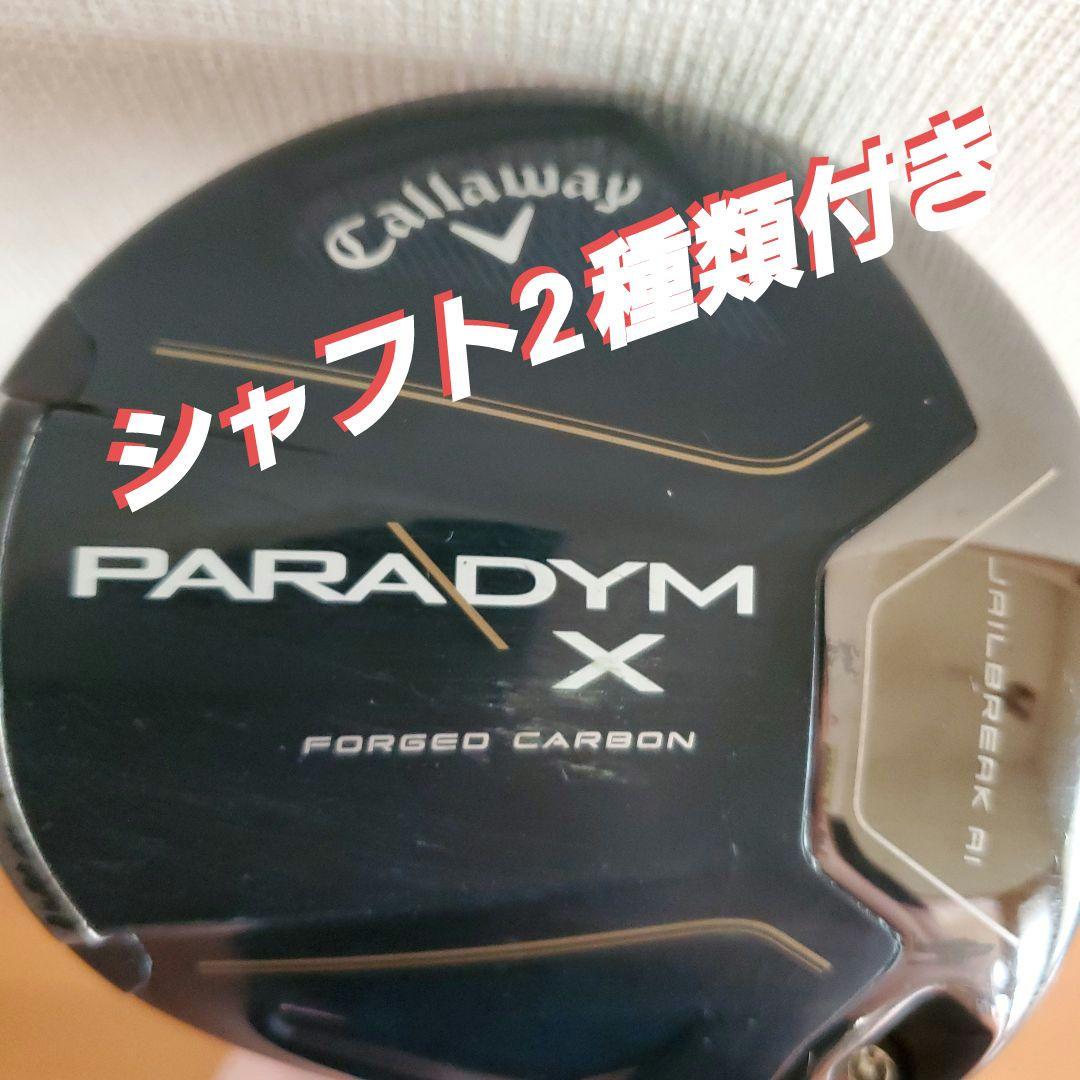 Callaway
シャフト2種類付き
PARADYM
X
FORGED CARBON
JAILBREAK AI